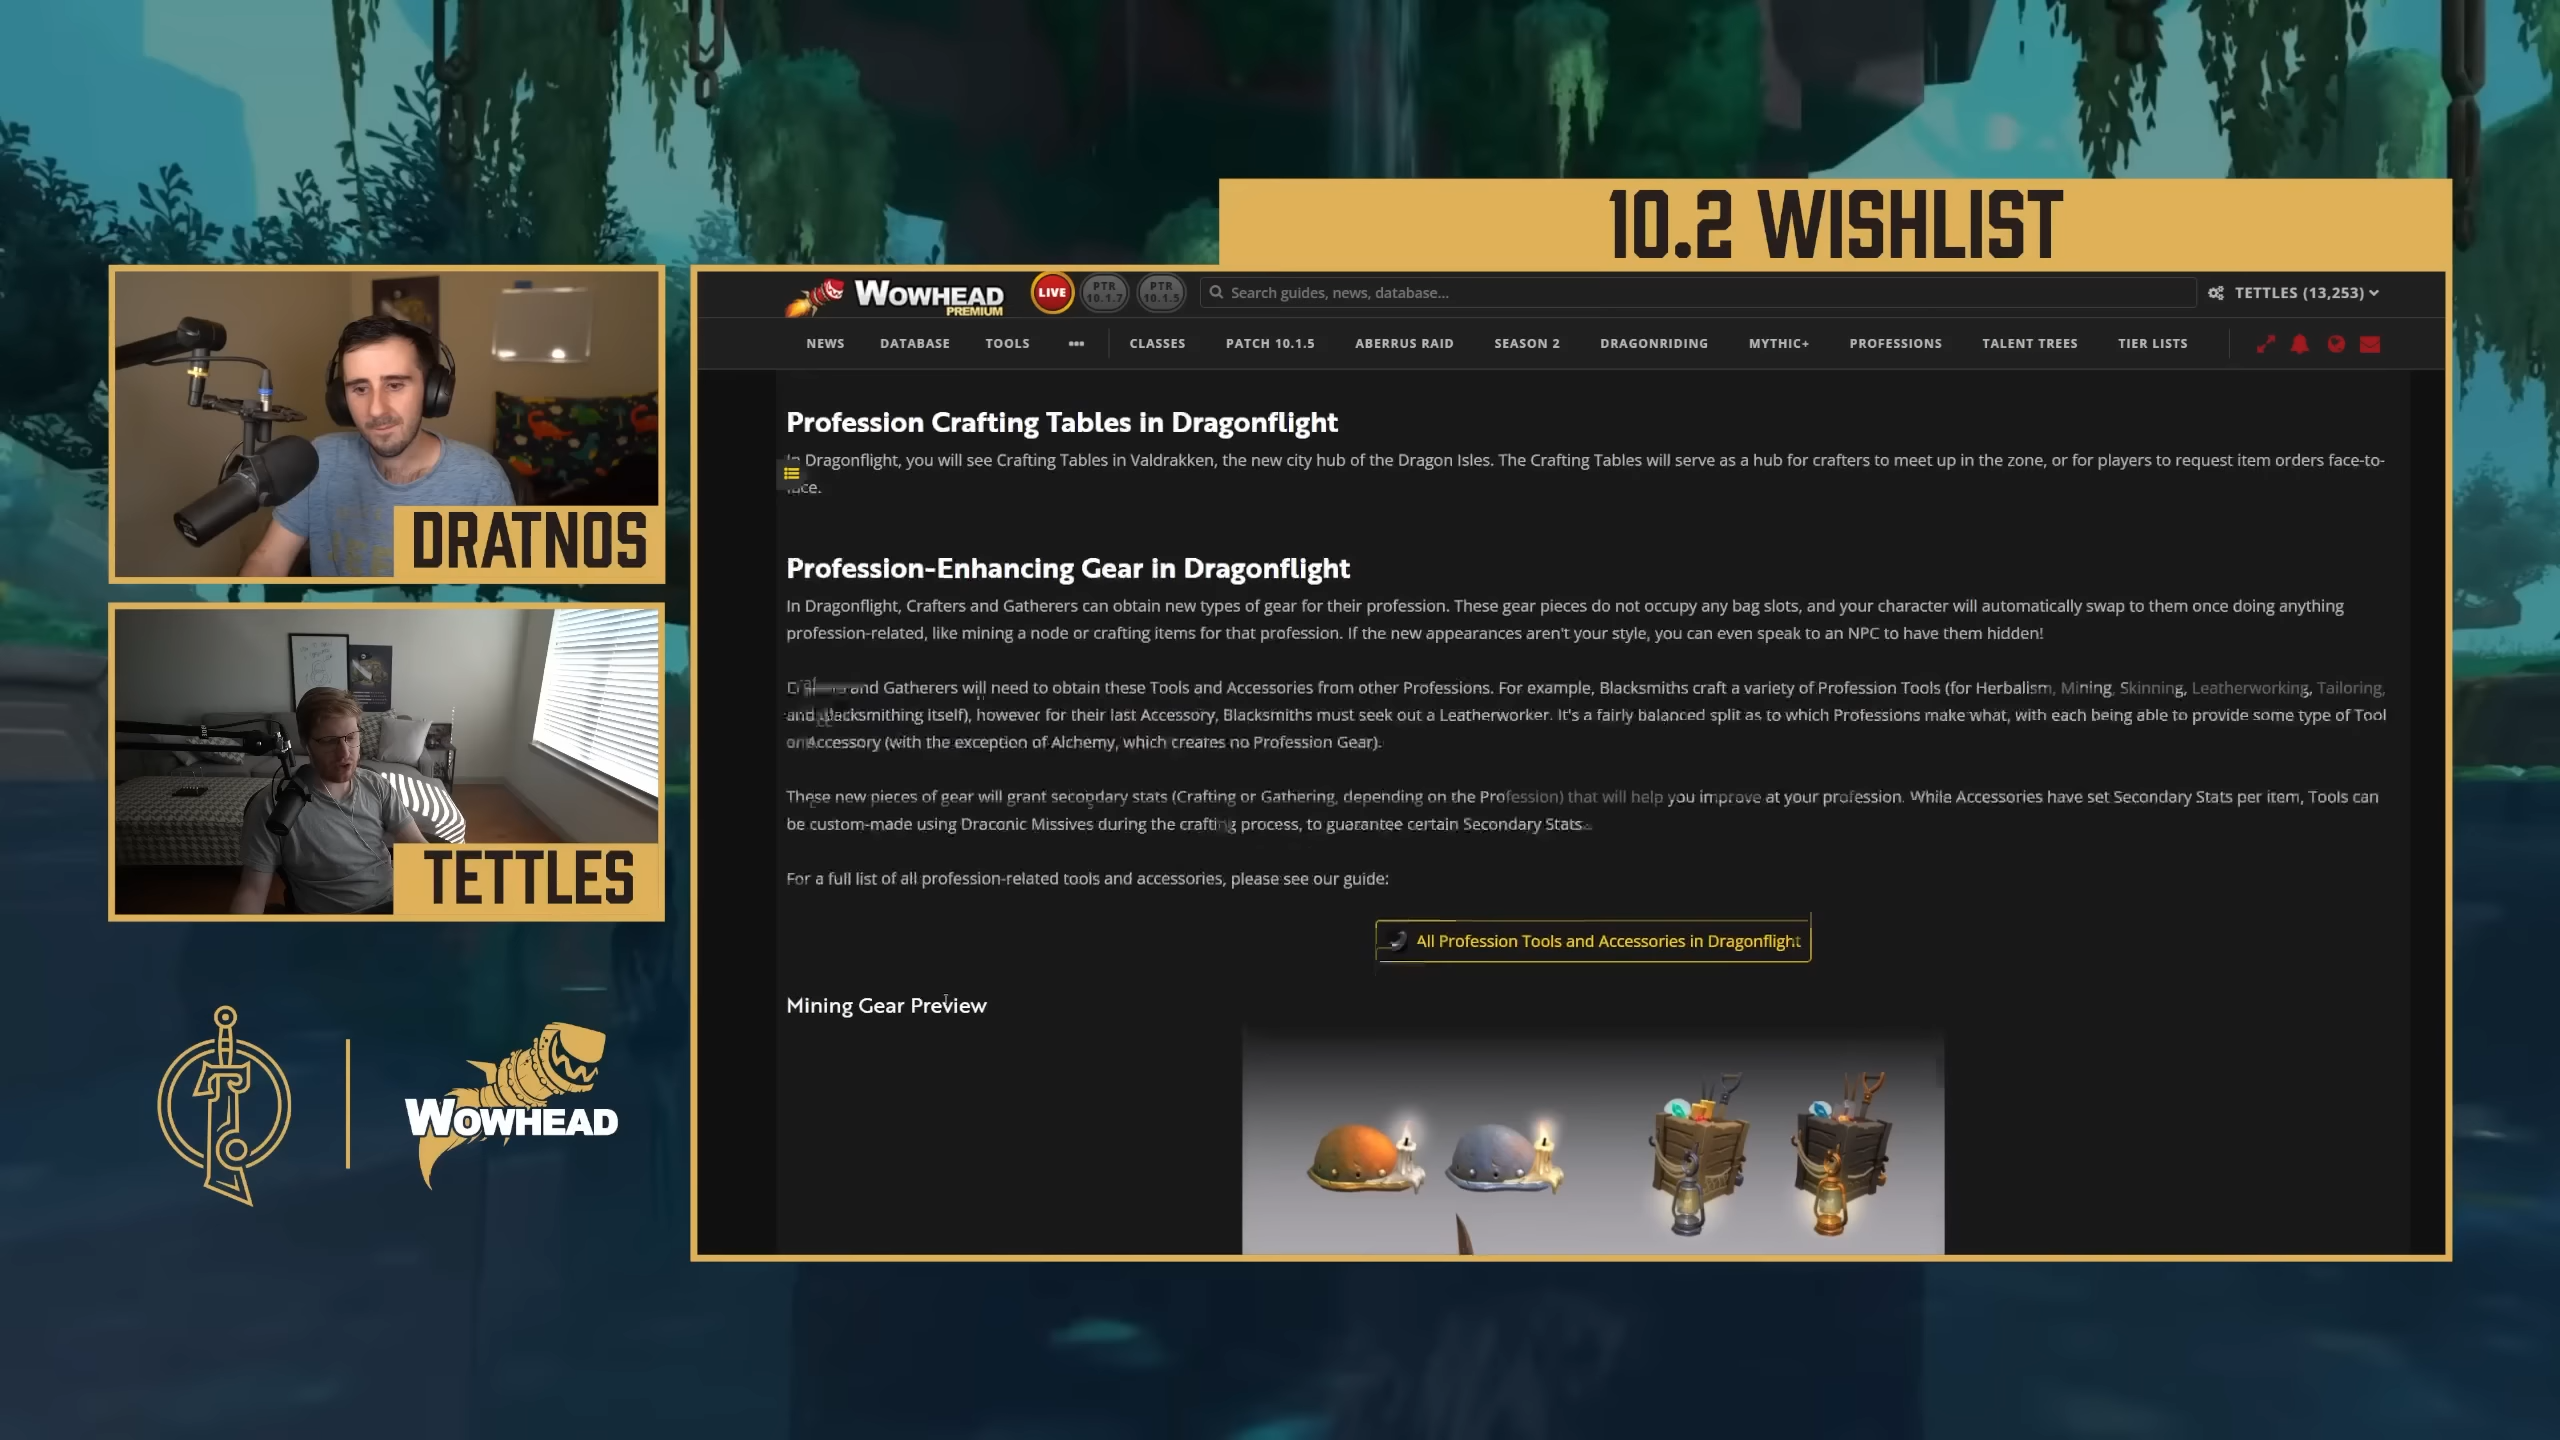 10.2 WISHLIST
WOWHEAD
PREMIUM
LIVE
PTR
10.1.7
PTR
10.1.5
Search guides, news, database...
TETTLES (13,253)
NEWS
DATABASE
TOOLS
•••
CLASSES
PATCH 10.1.5
ABERRUS RAID
SEASON 2
DRAGONRIDING
MYTHIC+
PROFESSIONS
TALENT TREES
TIER LISTS
Profession Crafting Tables in Dragonflight
In Dragonflight, you will see Crafting Tables in Valdrakken, the new city hub of the Dragon Isles. The Crafting Tables will serve as a hub for crafters to meet up in the zone, or for players to request item orders face-to-
face.
Profession-Enhancing Gear in Dragonflight
In Dragonflight, Crafters and Gatherers can obtain new types of gear for their profession. These gear pieces do not occupy any bag slots, and your character will automatically swap to them once doing anything
profession-related, like mining a node or crafting items for that profession. If the new appearances aren't your style, you can even speak to an NPC to have them hidden!
and Gatherers will need to obtain these Tools and Accessories from other Professions. For example, Blacksmiths craft a variety of Profession Tools (for Herbalism, Mining, Skinning, Leatherworking, Tailoring,
and Blacksmithing itself), however for their last Accessory, Blacksmiths must seek out a Leatherworker. It's a fairly balanced split as to which Professions make what, with each being able to provide some type of Tool
or Accessory (with the exception of Alchemy, which creates no Profession Gear).
These new pieces of gear will grant secondary stats (Crafting or Gathering, depending on the Profession) that will help you improve at your profession. While Accessories have set Secondary Stats per item, Tools can
be custom-made using Draconic Missives during the crafting process, to guarantee certain Secondary Stats.
For a full list of all profession-related tools and accessories, please see our guide:
All Profession Tools and Accessories in Dragonflight
Mining Gear Preview
DRATNOS
TETTLES
WOWHEAD